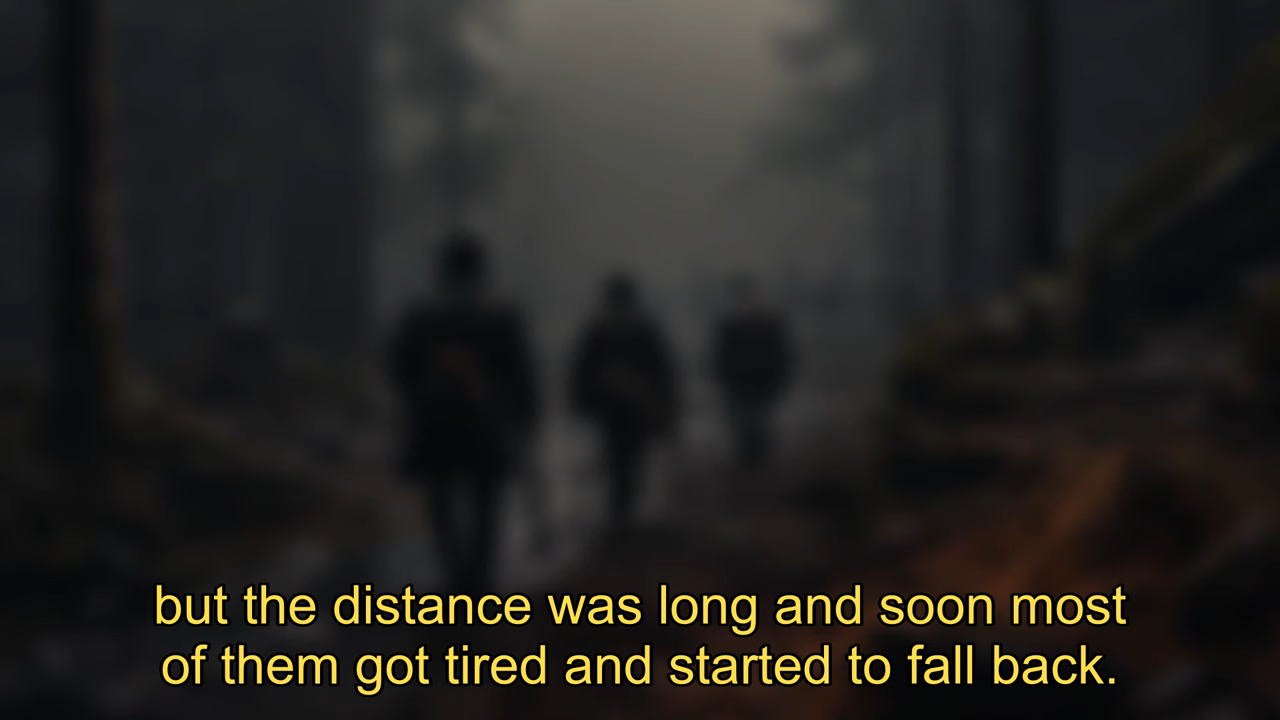 but the distance was long and soon most
of them got tired and started to fall back.